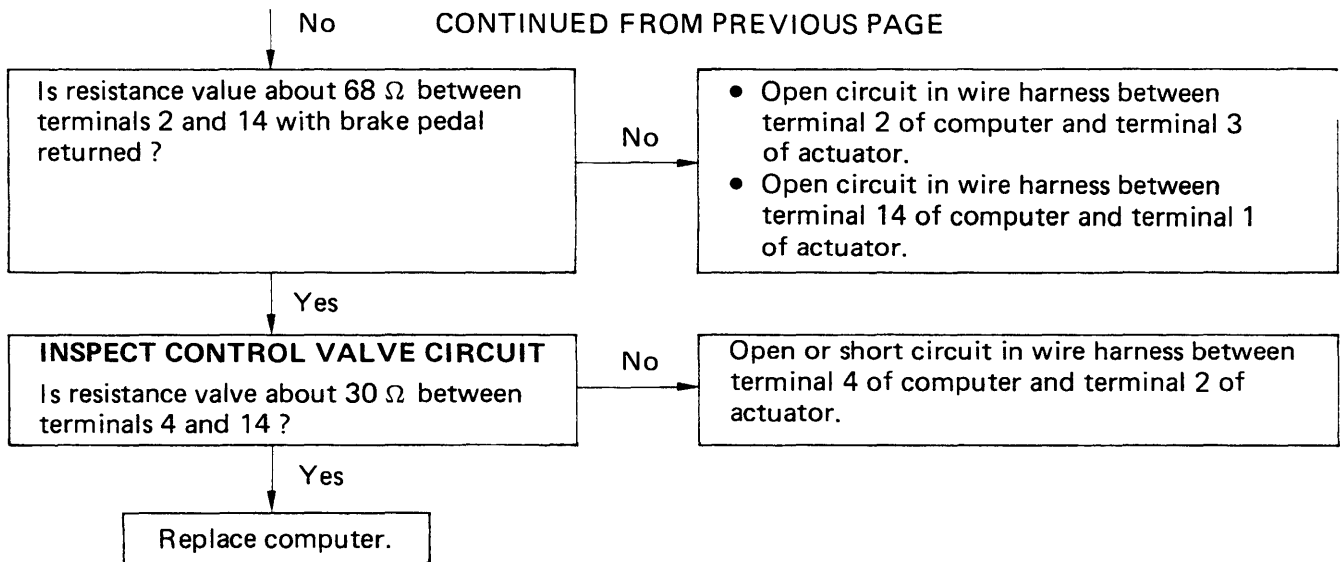 No CONTINUED FROM PREVIOUS PAGE
Is resistance value about 68 Ω between
terminals 2 and 14 with brake pedal
returned ?
No
• Open circuit in wire harness between
terminal 2 of computer and terminal 3
of actuator.
• Open circuit in wire harness between
terminal 14 of computer and terminal 1
of actuator.
Yes
INSPECT CONTROL VALVE CIRCUIT
Is resistance valve about 30 Ω between
terminals 4 and 14 ?
No
Open or short circuit in wire harness between
terminal 4 of computer and terminal 2 of
actuator.
Yes
Replace computer.